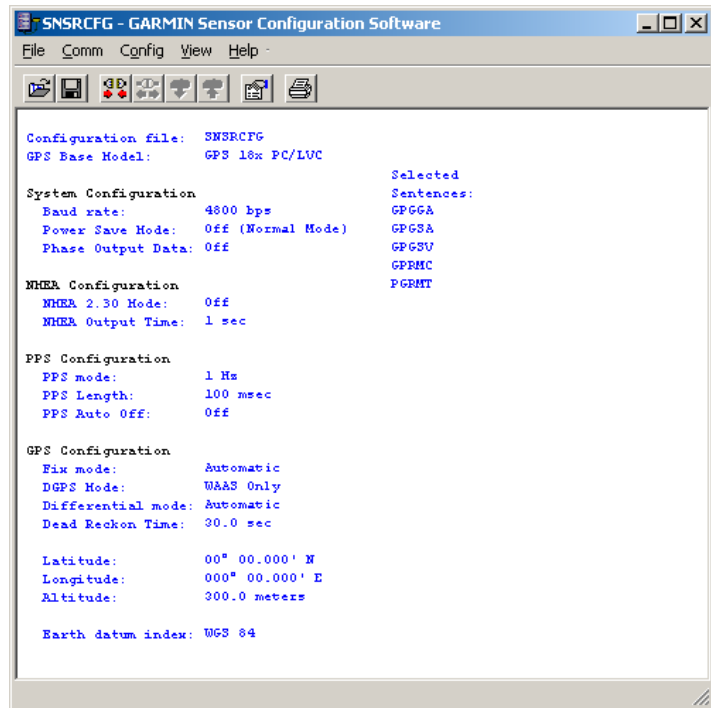 SNSRCFG - GARMIN Sensor Configuration Software
File Comm Config View Help
Configuration file: SNSRCFG
GPS Base Model: GPS 18x PC/LVC
Selected
System Configuration Sentences:
Baud rate: 4800 bps GPGGA
Power Save Mode: Off (Normal Mode) GPGSA
Phase Output Data: Off GPGSV
GPRMC
NMEA Configuration PGRMT
NMEA 2.30 Mode: Off
NMEA Output Time: 1 sec
PPS Configuration
PPS mode: 1 Hz
PPS Length: 100 msec
PPS Auto Off: Off
GPS Configuration
Fix mode: Automatic
DGPS Mode: WAAS Only
Differential mode: Automatic
Dead Reckon Time: 30.0 sec
Latitude: 00° 00.000' N
Longitude: 000° 00.000' E
Altitude: 300.0 meters
Earth datum index: WGS 84